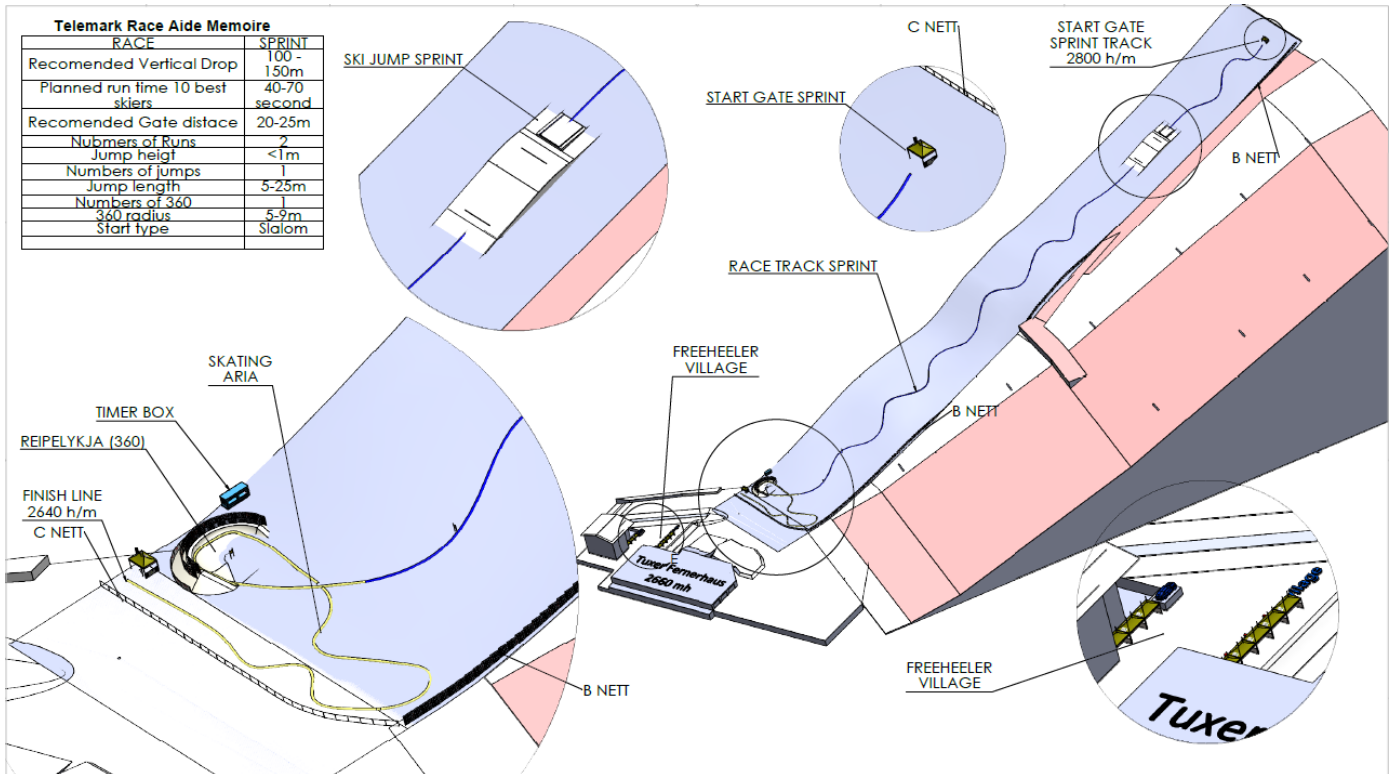 Telemark Race Aide Memoire
RACE SPRINT
Recomended Vertical Drop 100 -
150m
Planned run time 10 best
skiers 40-70
second
Recomended Gate distace 20-25m
Nubmers of Runs 2
Jump heigt <1m
Numbers of jumps 1
Jump length 5-25m
Numbers of 360 1
360 radius 5-9m
Start type Slalom
SKI JUMP SPRINT
C NETT
START GATE SPRINT
START GATE
SPRINT TRACK
2800 h/m
B NETT
RACE TRACK SPRINT
FREEHEELER
VILLAGE
B NETT
SKATING
ARIA
TIMER BOX
REIPELYKJA (360)
FINISH LINE
2640 h/m
C NETT
B NETT
Tuxer Fernerhaus
2660 mh
FREEHEELER
VILLAGE
Tuxer